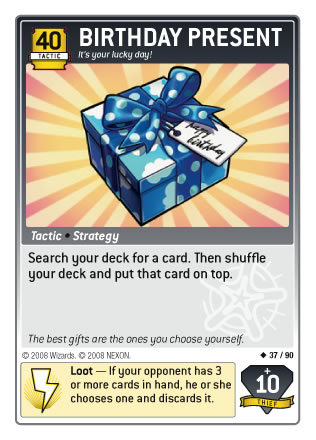 40
TACTIC
BIRTHDAY PRESENT
It's your lucky day!
happy
birthday
Tactic • Strategy
Search your deck for a card. Then shuffle
your deck and put that card on top.
The best gifts are the ones you choose yourself.
© 2008 Wizards. © 2008 NEXON.
◆ 37 / 90
Loot — If your opponent has 3
or more cards in hand, he or she
chooses one and discards it.
+
10
THIEF